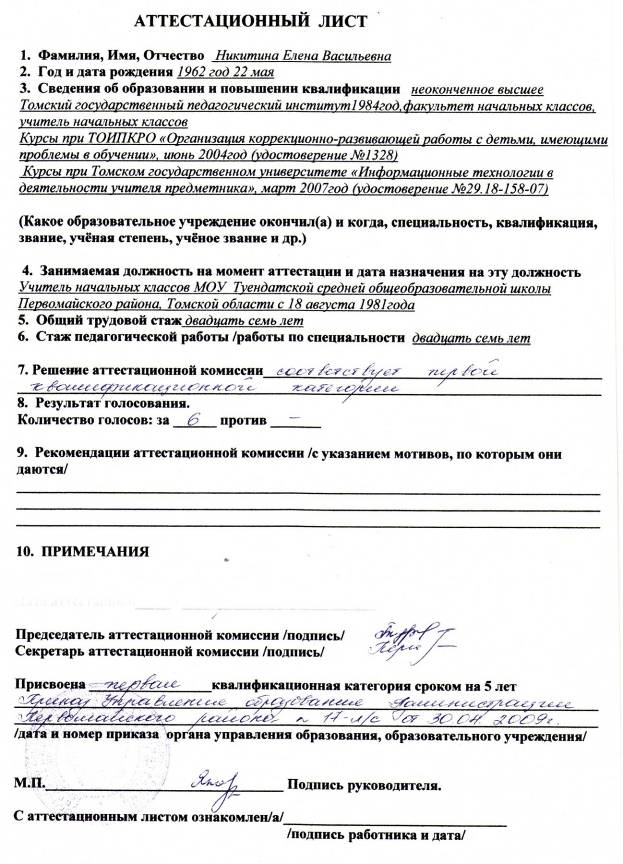 АТТЕСТАЦИОННЫЙ ЛИСТ
1. Фамилия, Имя, Отчество Никитина Елена Васильевна
2. Год и дата рождения 1962 год 22 мая
3. Сведения об образовании и повышении квалификации неоконченное высшее
Томский государственный педагогический институт1984год,факультет начальных классов,
учитель начальных классов
Курсы при ТОИПКРО «Организация коррекционно-развивающей работы с детьми, имеющими
проблемы в обучении», июнь 2004год (удостоверение №1328)
Курсы при Томском государственном университете «Информационные технологии в
деятельности учителя предметника», март 2007год (удостоверение №29.18-158-07)
(Какое образовательное учреждение окончил(а) и когда, специальность, квалификация,
звание, учёная степень, учёное звание и др.)
4. Занимаемая должность на момент аттестации и дата назначения на эту должность
Учитель начальных классов МОУ Туендатской средней общеобразовательной школы
Первомайского района, Томской области с 18 августа 1981года
5. Общий трудовой стаж двадцать семь лет
6. Стаж педагогической работы /работы по специальности двадцать семь лет
7. Решение аттестационной комиссии соответствует первой
квалификационной категории
8. Результат голосования.
Количество голосов: за 6 против –
9. Рекомендации аттестационной комиссии /с указанием мотивов, по которым они
даются/
10. ПРИМЕЧАНИЯ
Председатель аттестационной комиссии /подпись/
Секретарь аттестационной комиссии /подпись/
Присвоена первая квалификационная категория сроком на 5 лет
Приказ Управление образования Администрации
Первомайского района № 17-л/с от 30.04.2009г.
/дата и номер приказа органа управления образования, образовательного учреждения/
М.П. Подпись руководителя.
С аттестационным листом ознакомлен/а/
/подпись работника и дата/